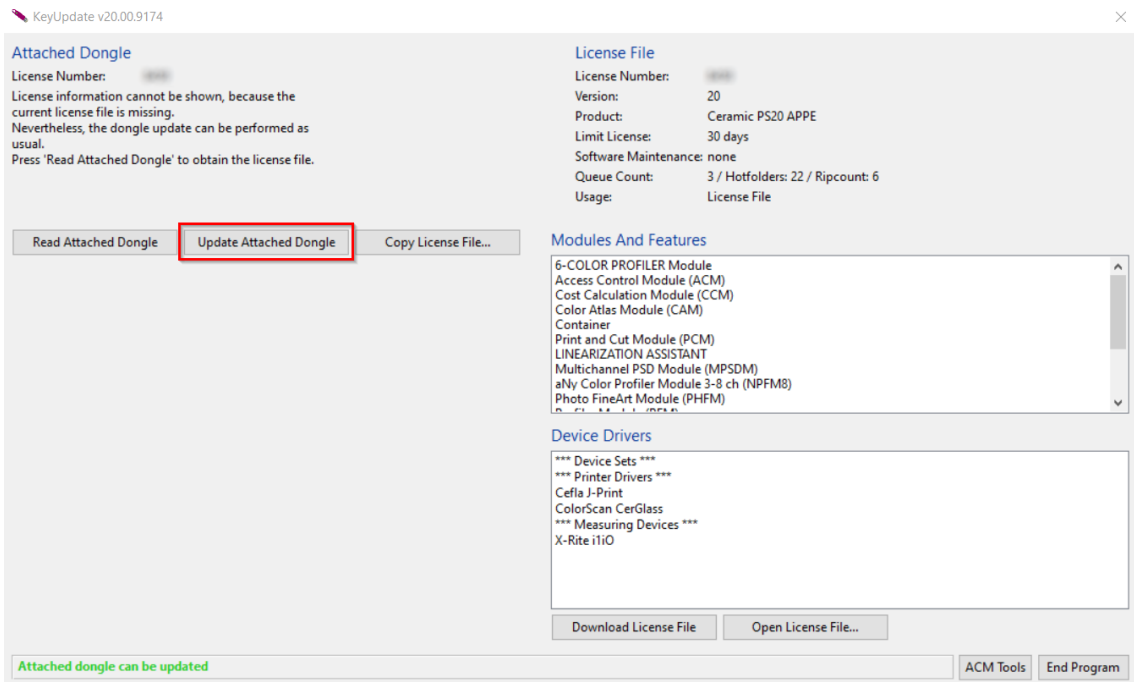 KeyUpdate v20.00.9174
Attached Dongle
License Number:
License information cannot be shown, because the
current license file is missing.
Nevertheless, the dongle update can be performed as
usual.
Press 'Read Attached Dongle' to obtain the license file.
Read Attached Dongle
Update Attached Dongle
Copy License File...
License File
License Number:
Version: 20
Product: Ceramic PS20 APPE
Limit License: 30 days
Software Maintenance: none
Queue Count: 3 / Hotfolders: 22 / Ripcount: 6
Usage: License File
Modules And Features
6-COLOR PROFILER Module
Access Control Module (ACM)
Cost Calculation Module (CCM)
Color Atlas Module (CAM)
Container
Print and Cut Module (PCM)
LINEARIZATION ASSISTANT
Multichannel PSD Module (MPSDM)
aNy Color Profiler Module 3-8 ch (NPFM8)
Photo FineArt Module (PHFM)
Device Drivers
*** Device Sets ***
*** Printer Drivers ***
Cefla J-Print
ColorScan CerGlass
*** Measuring Devices ***
X-Rite i1iO
Download License File
Open License File...
Attached dongle can be updated
ACM Tools
End Program